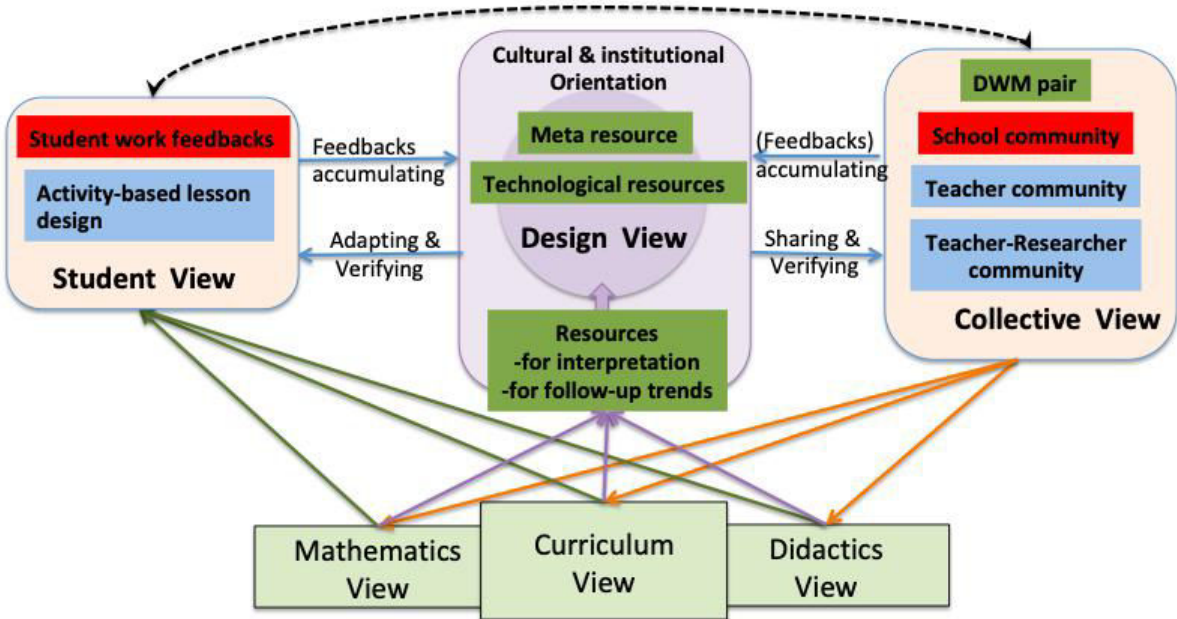 Cultural & institutional
Orientation
Meta resource
Technological resources
Design View
Resources
-for interpretation
-for follow-up trends
Student work feedbacks
Activity-based lesson
design
Student View
Feedbacks
accumulating
Adapting &
Verifying
(Feedbacks)
accumulating
Sharing &
Verifying
DWM pair
School community
Teacher community
Teacher-Researcher
community
Collective View
Mathematics
View
Curriculum
View
Didactics
View